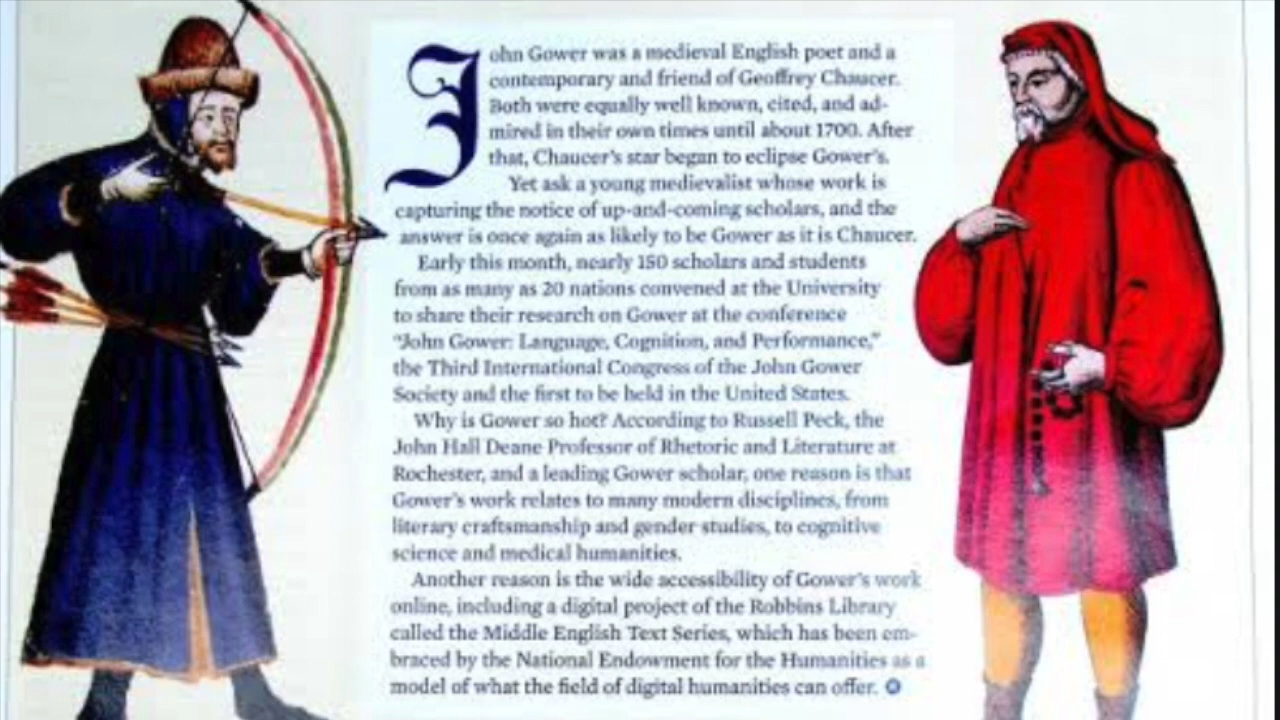 John Gower was a medieval English poet and a
contemporary and friend of Geoffrey Chaucer.
Both were equally well known, cited, and ad-
mired in their own times until about 1700. After
that, Chaucer's star began to eclipse Gower's.
Yet ask a young medievalist whose work is
capturing the notice of up-and-coming scholars, and the
answer is once again as likely to be Gower as it is Chaucer.
Early this month, nearly 150 scholars and students
from as many as 20 nations convened at the University
to share their research on Gower at the conference
"John Gower: Language, Cognition, and Performance,"
the Third International Congress of the John Gower
Society and the first to be held in the United States.
Why is Gower so hot? According to Russell Peck, the
John Hall Deane Professor of Rhetoric and Literature at
Rochester, and a leading Gower scholar, one reason is that
Gower's work relates to many modern disciplines, from
literary craftsmanship and gender studies, to cognitive
science and medical humanities.
Another reason is the wide accessibility of Gower's work
online, including a digital project of the Robbins Library
called the Middle English Text Series, which has been em-
braced by the National Endowment for the Humanities as a
model of what the field of digital humanities can offer.